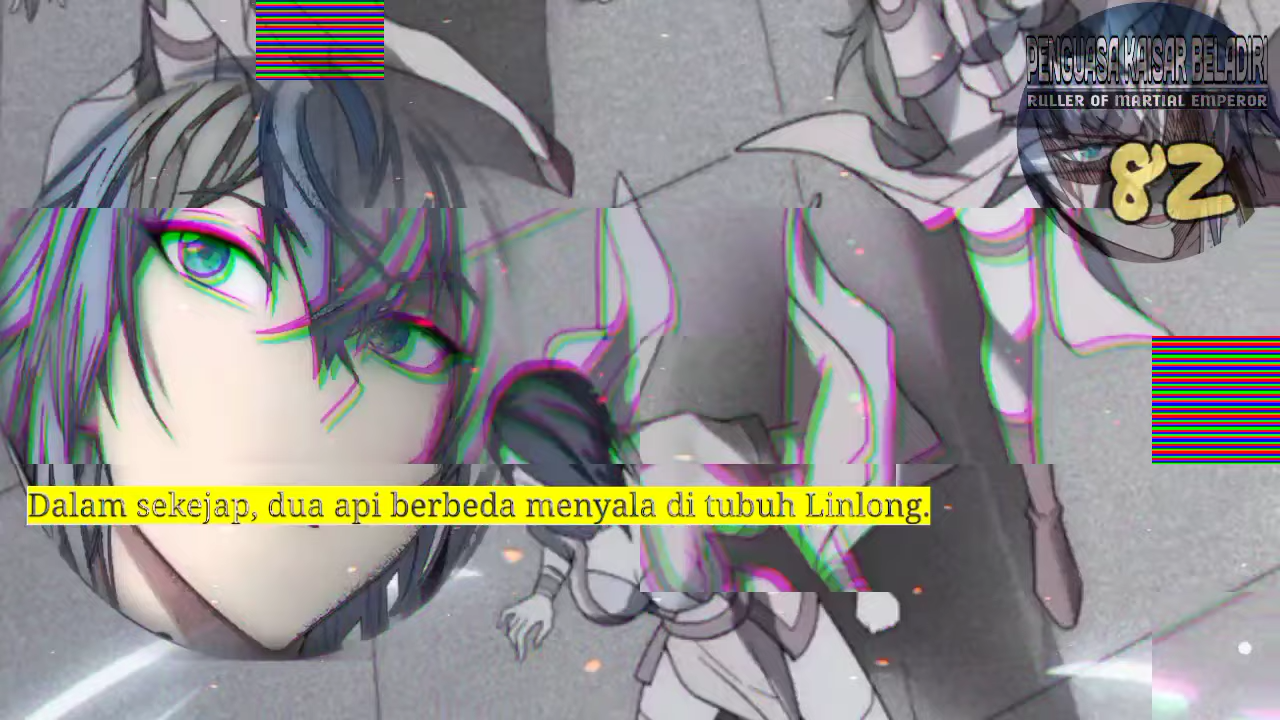 PENGUASA KAISAR BELADIRI
RULLER OF MARTIAL EMPEROR
82
Dalam sekejap, dua api berbeda menyala di tubuh Linlong.